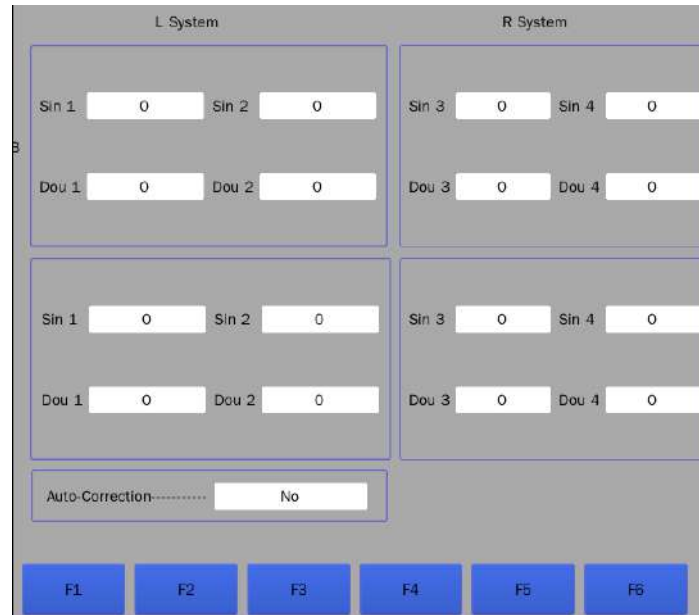 L System R System
Sin 1 0 Sin 2 0 Sin 3 0 Sin 4 0
B
Dou 1 0 Dou 2 0 Dou 3 0 Dou 4 0
Sin 1 0 Sin 2 0 Sin 3 0 Sin 4 0
Dou 1 0 Dou 2 0 Dou 3 0 Dou 4 0
Auto-Correction----------- No
F1 F2 F3 F4 F5 F6